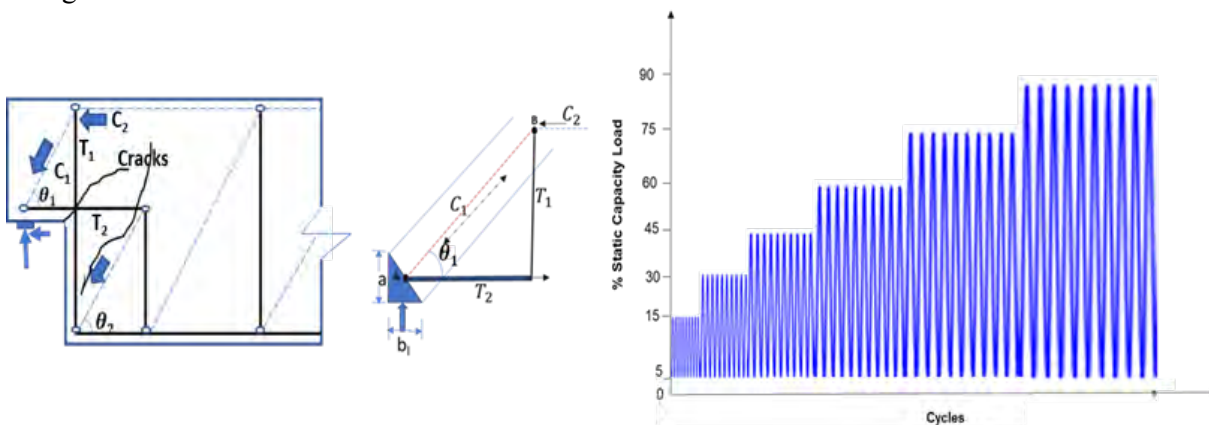 C₂
T₁
Cracks
C₁
θ₁
T₂
θ₂
B
C₂
C₁
T₁
θ₁
a
T₂
b₁
% Static Capacity Load
90
75
60
45
30
15
5
0
Cycles